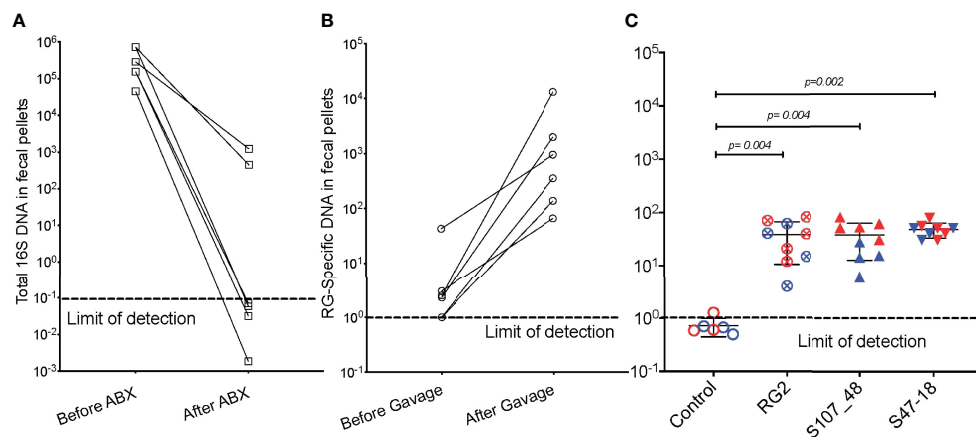 A
Total 16S DNA in fecal pellets
10^6
10^5
10^4
10^3
10^2
10^1
10^0
10^-1
10^-2
10^-3
Limit of detection
Before ABX
After ABX
B
RG-Specific DNA in fecal pellets
10^5
10^4
10^3
10^2
10^1
10^0
10^-1
Limit of detection
Before Gavage
After Gavage
C
10^5
10^4
10^3
10^2
10^1
10^0
10^-1
p=0.002
p= 0.004
p= 0.004
Limit of detection
Control
RG2
S107_48
S47-18